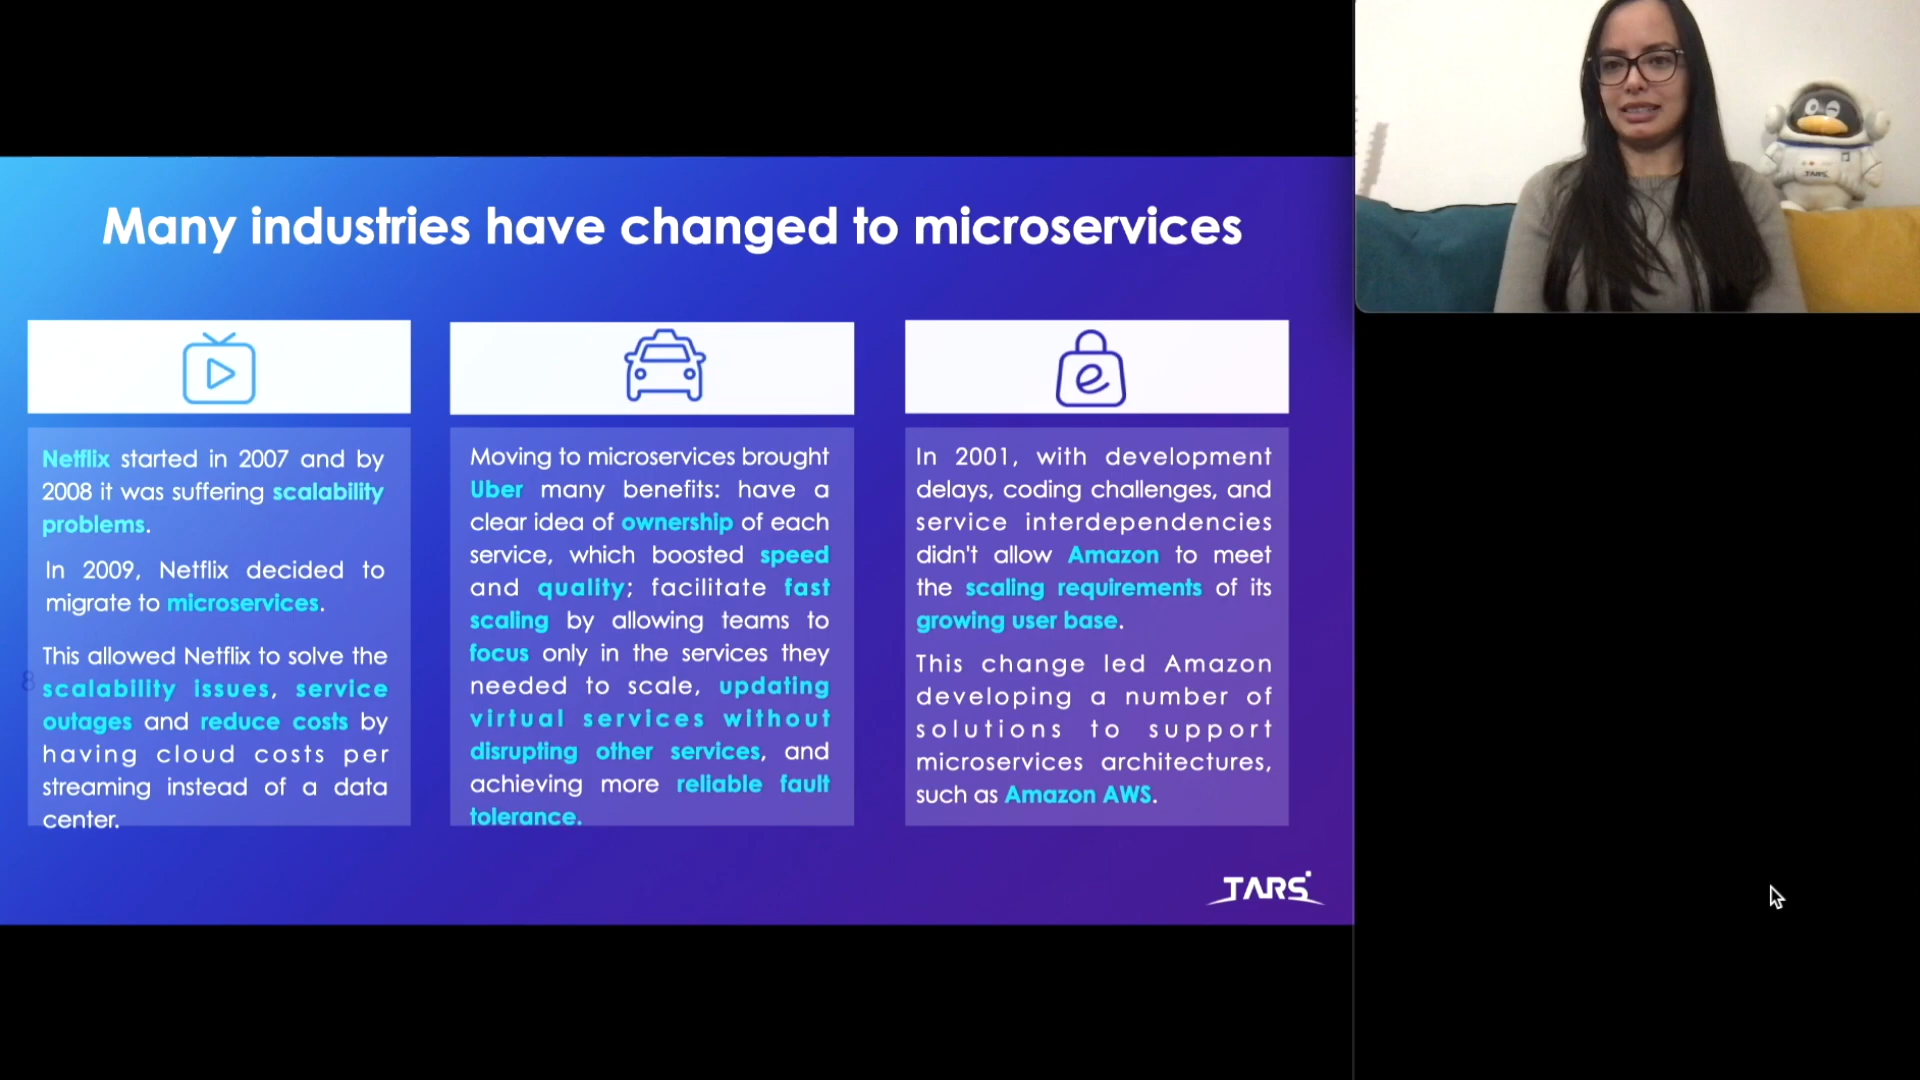 Many industries have changed to microservices
Netflix started in 2007 and by
2008 it was suffering scalability
problems.
In 2009, Netflix decided to
migrate to microservices.
This allowed Netflix to solve the
scalability issues, service
outages and reduce costs by
having cloud costs per
streaming instead of a data
center.
8
Moving to microservices brought
Uber many benefits: have a
clear idea of ownership of each
service, which boosted speed
and quality; facilitate fast
scaling by allowing teams to
focus only in the services they
needed to scale, updating
virtual services without
disrupting other services, and
achieving more reliable fault
tolerance.
e
In 2001, with development
delays, coding challenges, and
service interdependencies
didn't allow Amazon to meet
the scaling requirements of its
growing user base.
This change led Amazon
developing a number of
solutions to support
microservices architectures,
such as Amazon AWS.
TARS
TARS